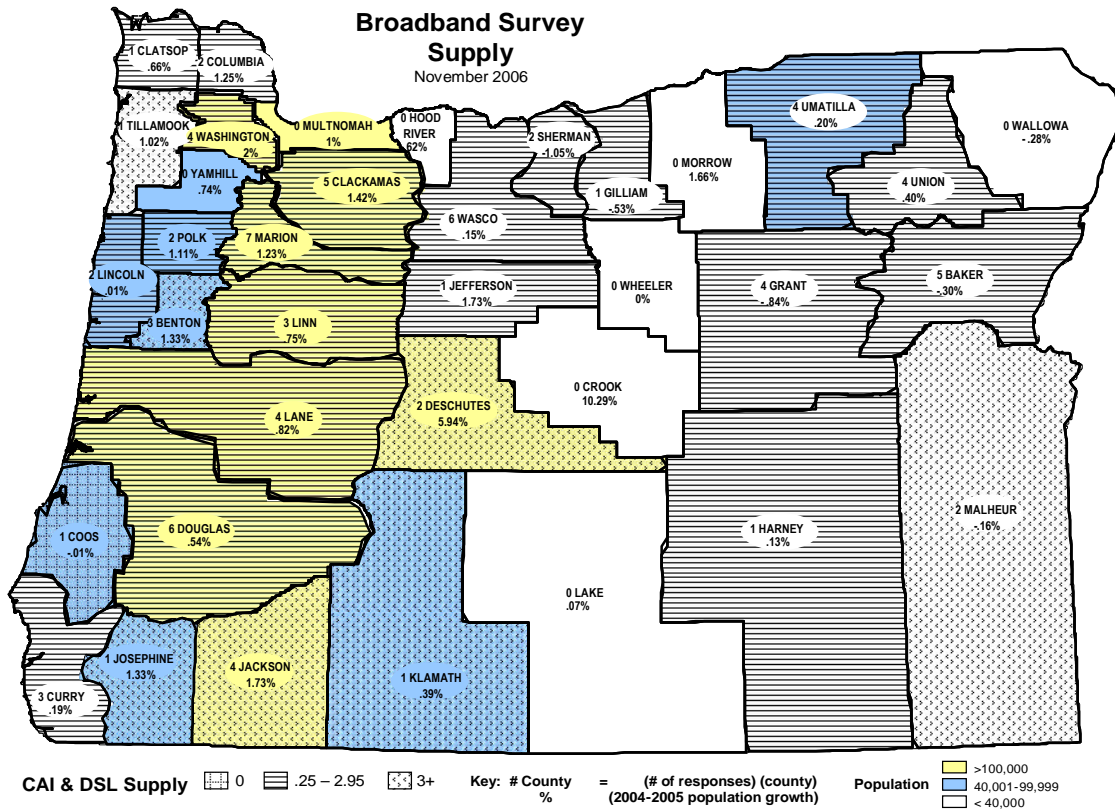 Broadband Survey
Supply
November 2006
1 CLATSOP
.66%
2 COLUMBIA
1.25%
1 TILLAMOOK
1.02%
4 WASHINGTON
2%
0 MULTNOMAH
1%
0 HOOD
RIVER
.62%
2 SHERMAN
-1.05%
1 GILLIAM
-.53%
0 MORROW
1.66%
4 UMATILLA
.20%
0 WALLOWA
-.28%
4 UNION
.40%
0 YAMHILL
.74%
5 CLACKAMAS
1.42%
6 WASCO
.15%
2 POLK
1.11%
7 MARION
1.23%
2 LINCOLN
.01%
1 JEFFERSON
1.73%
0 WHEELER
0%
4 GRANT
-.84%
5 BAKER
-.30%
3 BENTON
1.33%
3 LINN
.75%
0 CROOK
10.29%
4 LANE
.82%
2 DESCHUTES
5.94%
6 DOUGLAS
.54%
1 COOS
-.01%
1 HARNEY
.13%
2 MALHEUR
-.16%
0 LAKE
.07%
1 JOSEPHINE
1.33%
4 JACKSON
1.73%
1 KLAMATH
.39%
3 CURRY
.19%
CAI & DSL Supply 0 .25 – 2.95 3+
Key: # County = (# of responses) (county)
% (2004-2005 population growth)
Population >100,000
40,001-99,999
< 40,000